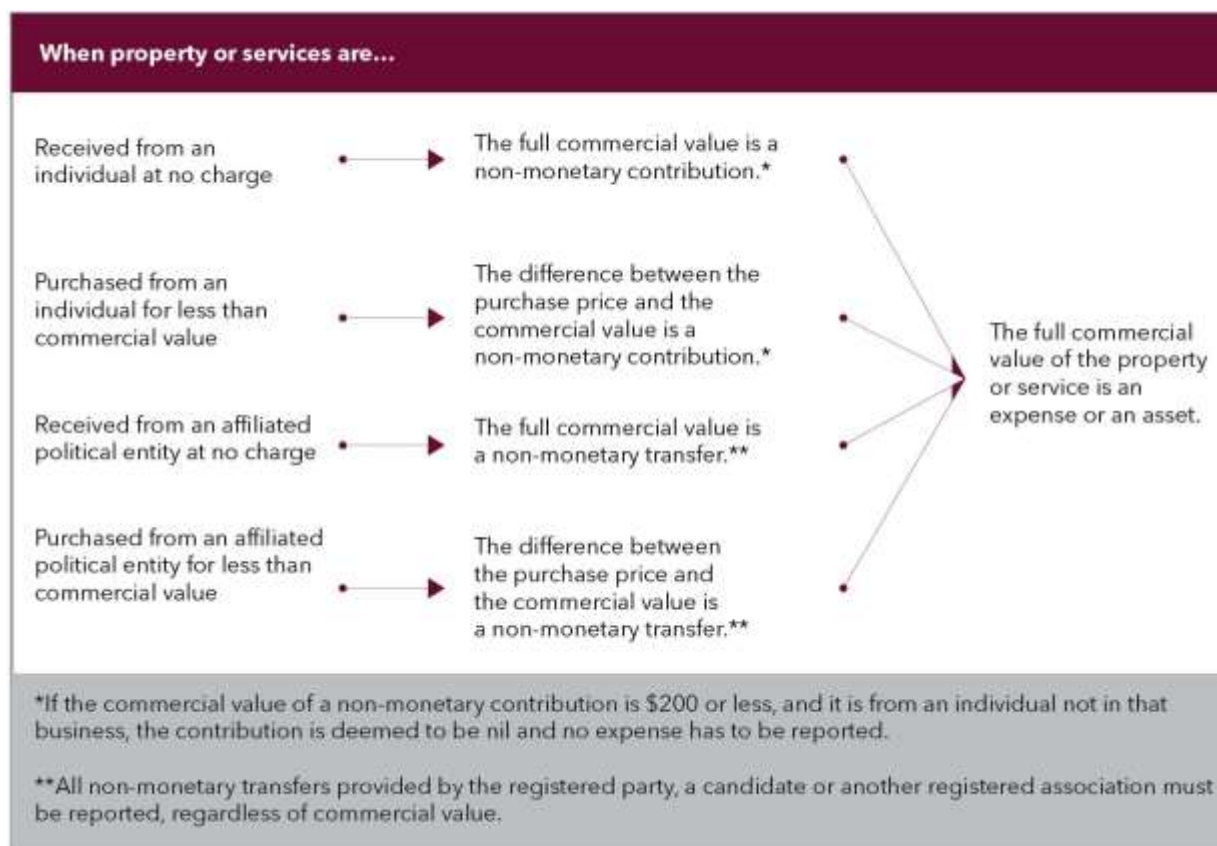 When property or services are...
Received from an
individual at no charge
The full commercial value is a
non-monetary contribution.*
Purchased from an
individual for less than
commercial value
The difference between the
purchase price and the
commercial value is a
non-monetary contribution.*
Received from an affiliated
political entity at no charge
The full commercial value is
a non-monetary transfer.**
Purchased from an affiliated
political entity for less than
commercial value
The difference between
the purchase price and
the commercial value is
a non-monetary transfer.**
The full commercial
value of the property
or service is an
expense or an asset.
*If the commercial value of a non-monetary contribution is $200 or less, and it is from an individual not in that
business, the contribution is deemed to be nil and no expense has to be reported.
**All non-monetary transfers provided by the registered party, a candidate or another registered association must
be reported, regardless of commercial value.